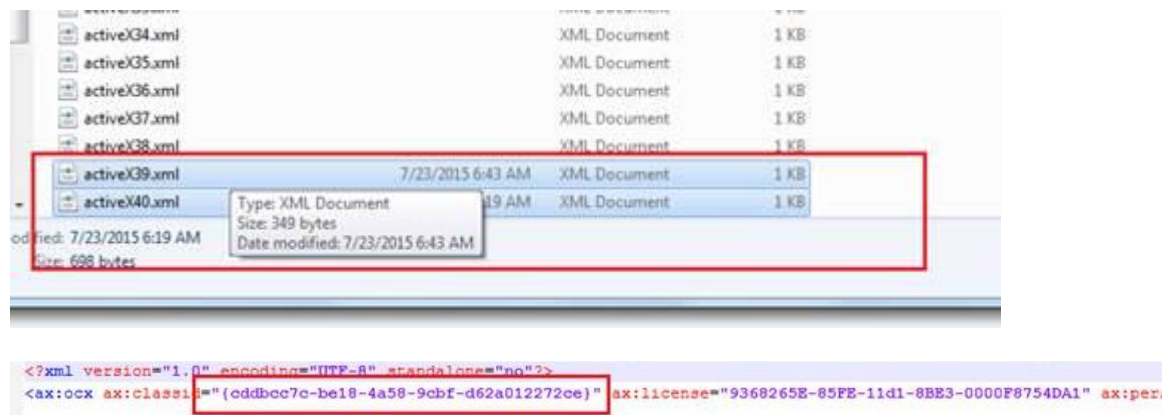 activeX34.xml XML Document 1 KB
activeX35.xml XML Document 1 KB
activeX36.xml XML Document 1 KB
activeX37.xml XML Document 1 KB
activeX38.xml XML Document 1 KB
activeX39.xml 7/23/2015 6:43 AM XML Document 1 KB
activeX40.xml 19 AM XML Document 1 KB
Type: XML Document
Size: 349 bytes
Date modified: 7/23/2015 6:43 AM
odified: 7/23/2015 6:19 AM
Size: 698 bytes
<?xml version="1.0" encoding="UTF-8" standalone="no"?>
<ax:ocx ax:classid="{cddbcc7c-be18-4a58-9cbf-d62a012272ce}" ax:license="9368265E-85FE-11d1-8BE3-0000F8754DA1" ax:per